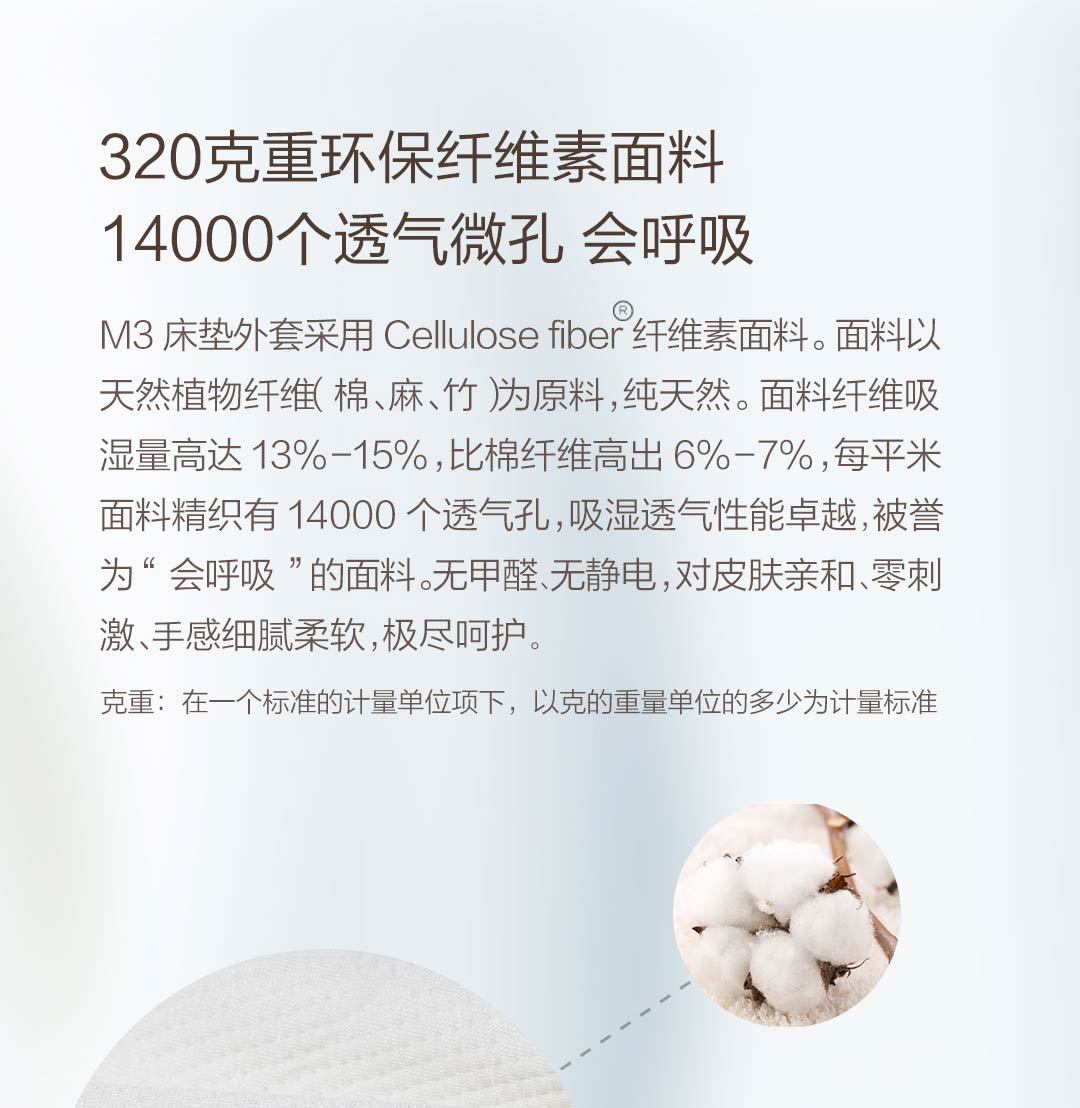 320克重环保纤维素面料
14000个透气微孔 会呼吸
M3 床垫外套采用 Cellulose fiber®纤维素面料。面料以
天然植物纤维( 棉、麻、竹 )为原料,纯天然。面料纤维吸
湿量高达 13%-15%,比棉纤维高出 6%-7%,每平米
面料精织有 14000 个透气孔,吸湿透气性能卓越,被誉
为“ 会呼吸 ”的面料。无甲醛、无静电,对皮肤亲和、零刺
激、手感细腻柔软,极尽呵护。
克重：在一个标准的计量单位项下，以克的重量单位的多少为计量标准